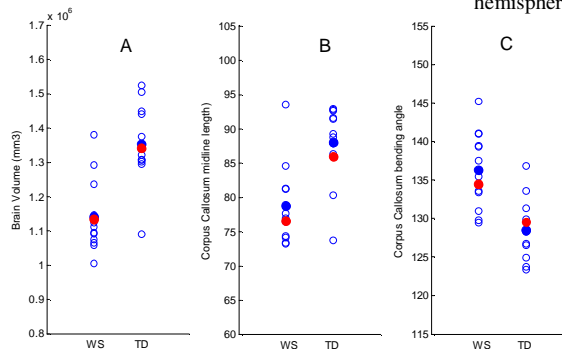 hemispher
x 10⁶
A
B
C
Brain Volume (mm3)
1.7
1.6
1.5
1.4
1.3
1.2
1.1
1
0.9
0.8
WS TD
Corpus Callosum midline length)
105
100
95
90
85
80
75
70
65
60
WS TD
Corpus Callosum bending angle
155
150
145
140
135
130
125
120
115
WS TD